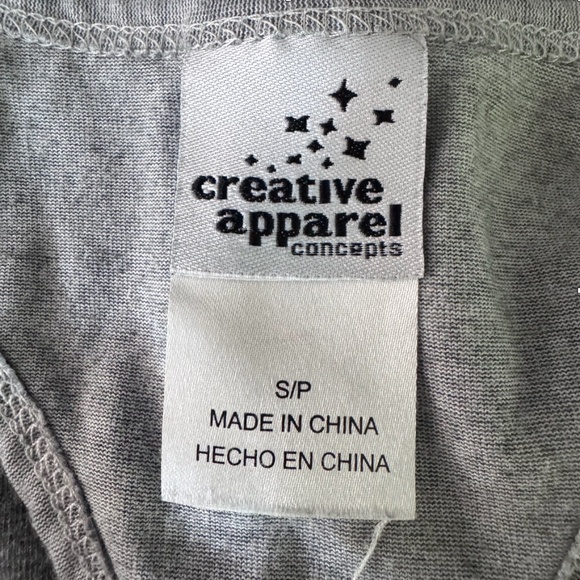 creative
apparel
concepts
S/P
MADE IN CHINA
HECHO EN CHINA